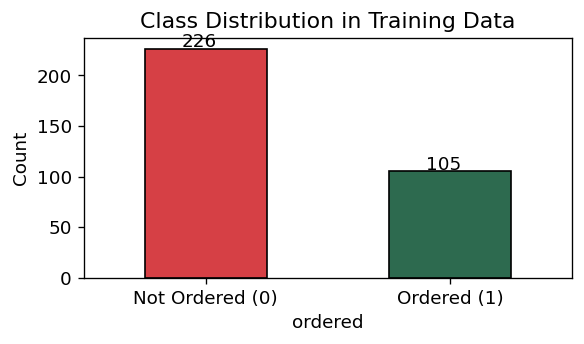 Class Distribution in Training Data
226
200
105
150
100
50
0
Count
Not Ordered (0)
Ordered (1)
ordered